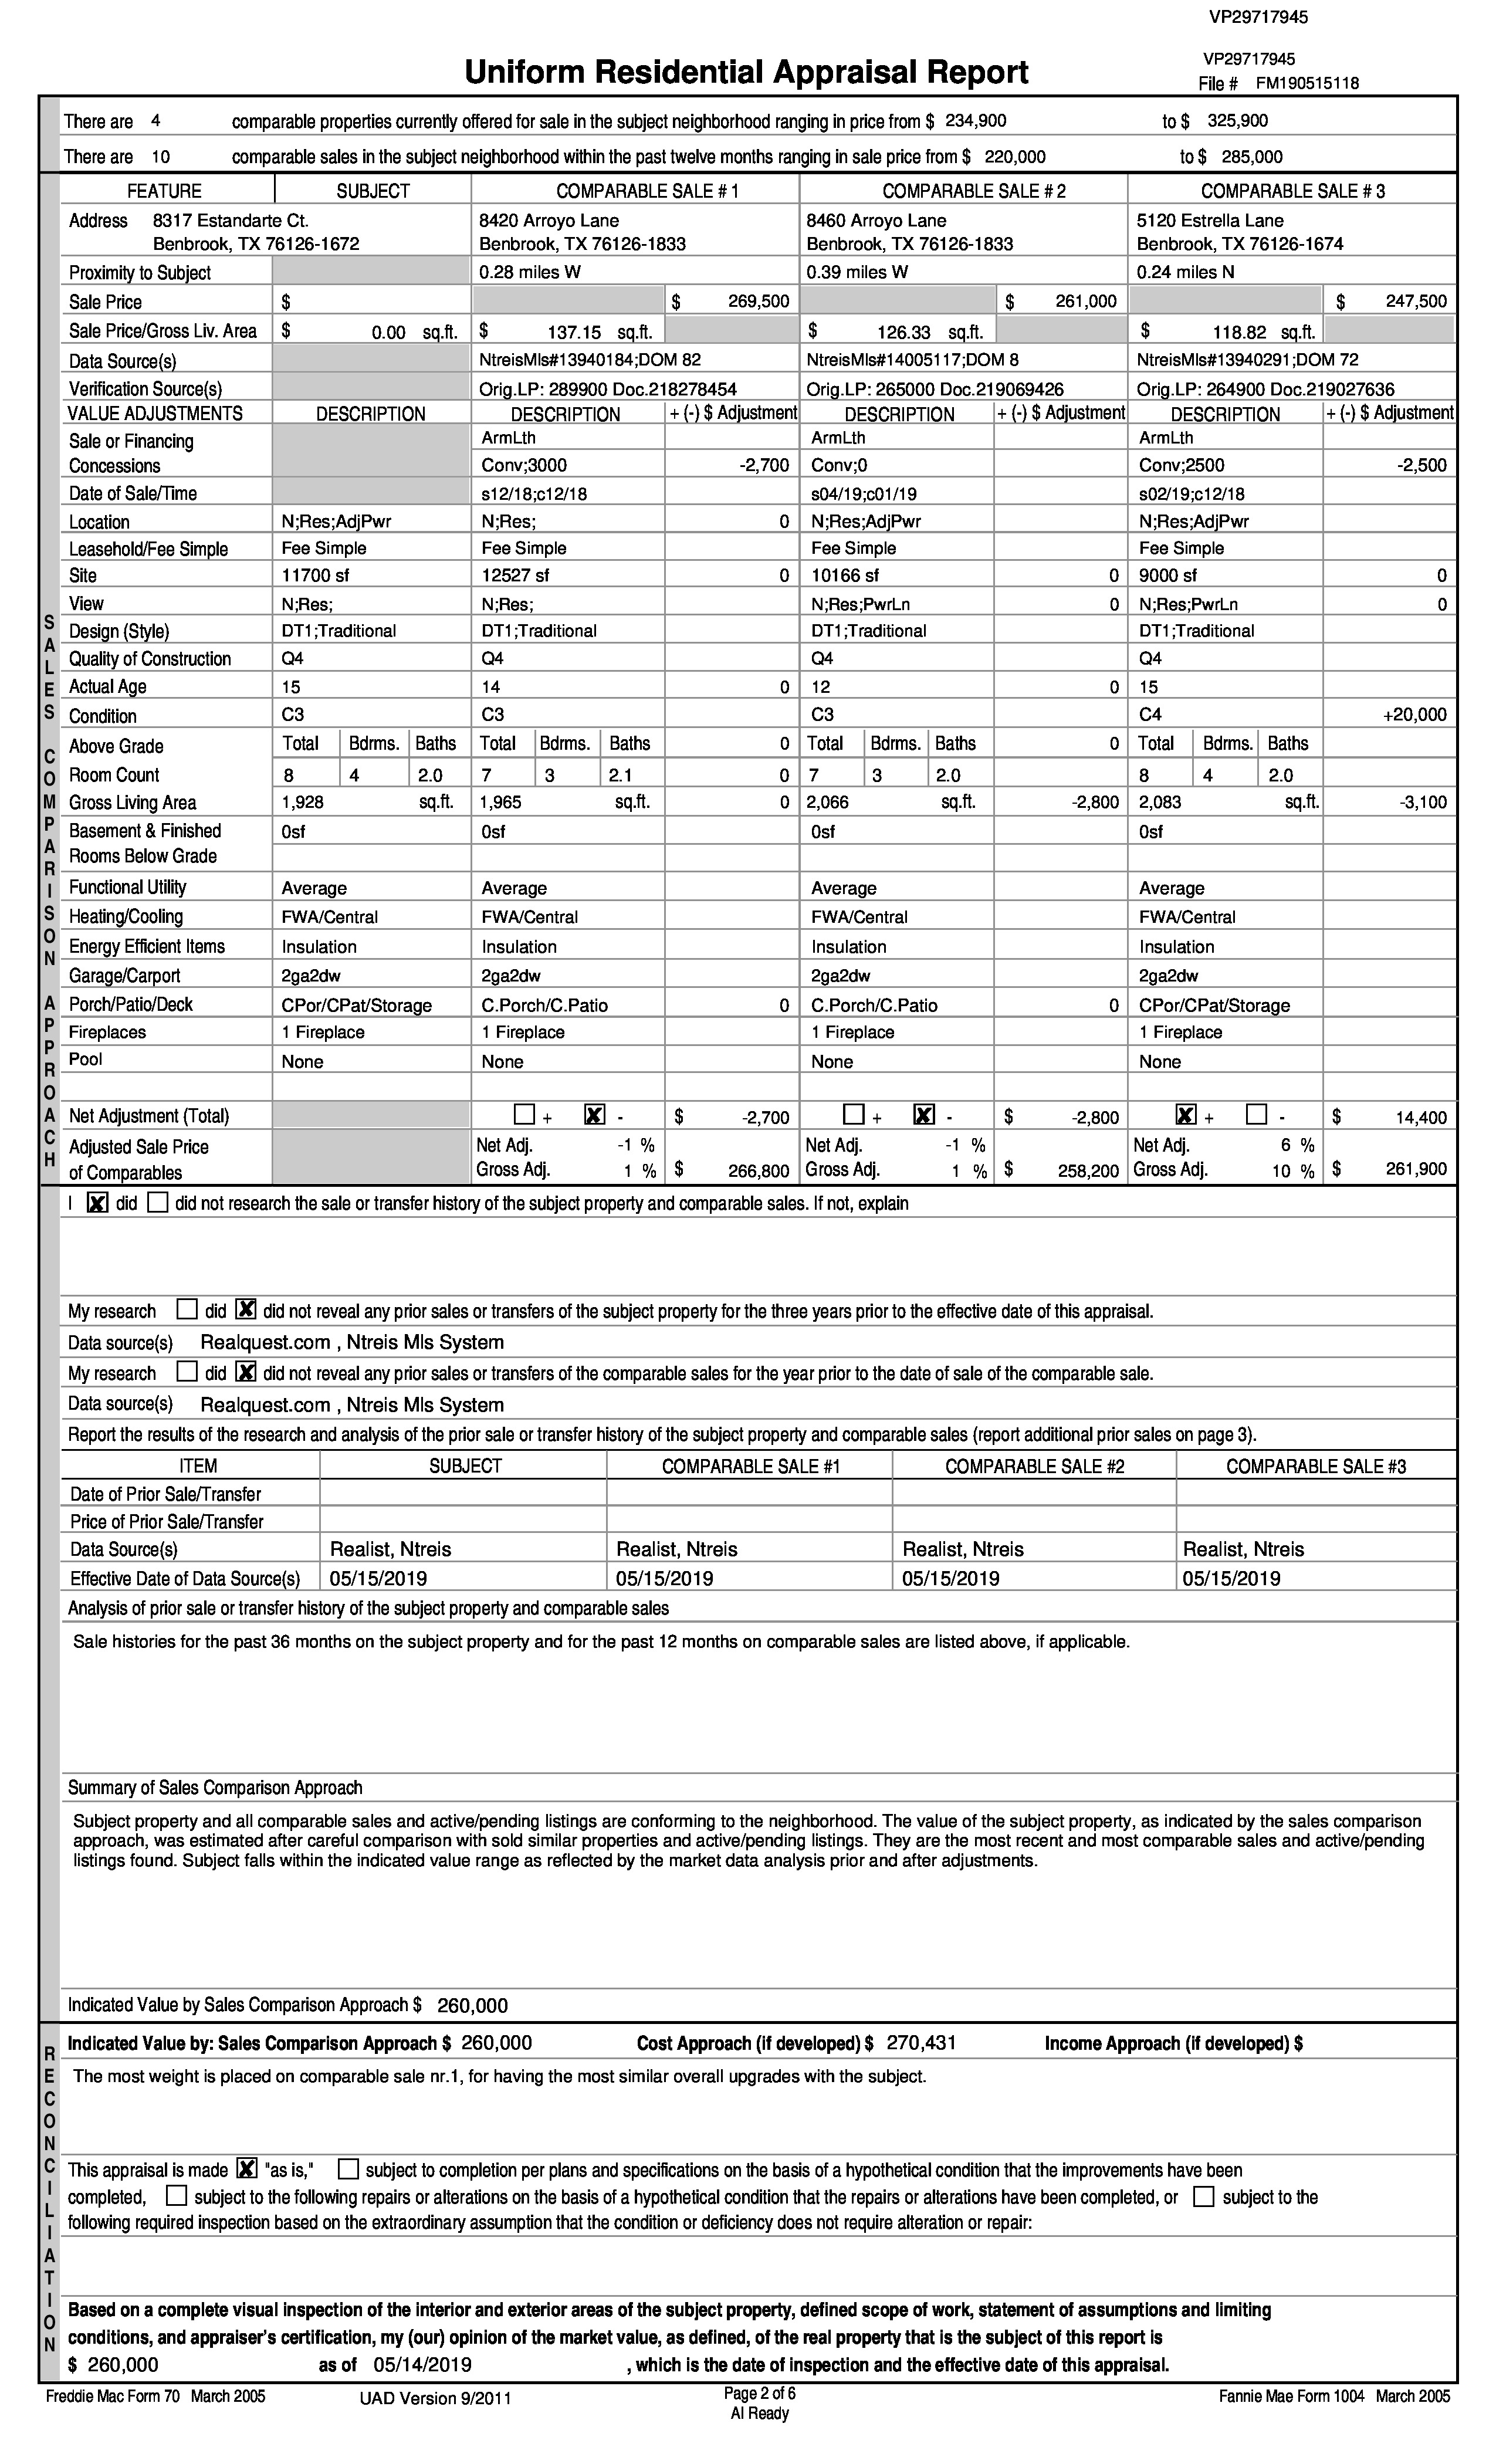 VP29717945
VP29717945
Uniform Residential Appraisal Report
File # FM190515118
There are 4 comparable properties currently offered for sale in the subject neighborhood ranging in price from $ 234,900 to $ 325,900
There are 10 comparable sales in the subject neighborhood within the past twelve months ranging in sale price from $ 220,000 to $ 285,000
FEATURE SUBJECT COMPARABLE SALE # 1 COMPARABLE SALE # 2 COMPARABLE SALE # 3
Address 8317 Estandarte Ct. 8420 Arroyo Lane 8460 Arroyo Lane 5120 Estrella Lane
Benbrook, TX 76126-1672 Benbrook, TX 76126-1833 Benbrook, TX 76126-1833 Benbrook, TX 76126-1674
Proximity to Subject 0.28 miles W 0.39 miles W 0.24 miles N
Sale Price $ $ 269,500 $ 261,000 $ 247,500
Sale Price/Gross Liv. Area $ 0.00 sq.ft. $ 137.15 sq.ft. $ 126.33 sq.ft. $ 118.82 sq.ft.
Data Source(s) NtreisMls#13940184;DOM 82 NtreisMls#14005117;DOM 8 NtreisMls#13940291;DOM 72
Verification Source(s) Orig.LP: 289900 Doc.218278454 Orig.LP: 265000 Doc.219069426 Orig.LP: 264900 Doc.219027636
VALUE ADJUSTMENTS DESCRIPTION DESCRIPTION + (-) $ Adjustment DESCRIPTION + (-) $ Adjustment DESCRIPTION + (-) $ Adjustment
Sale or Financing ArmLth ArmLth ArmLth
Concessions Conv;3000 -2,700 Conv;0 Conv;2500 -2,500
Date of Sale/Time s12/18;c12/18 s04/19;c01/19 s02/19;c12/18
Location N;Res;AdjPwr N;Res; 0 N;Res;AdjPwr N;Res;AdjPwr
Leasehold/Fee Simple Fee Simple Fee Simple Fee Simple Fee Simple
Site 11700 sf 12527 sf 0 10166 sf 0 9000 sf 0
View N;Res; N;Res; N;Res;PwrLn 0 N;Res;PwrLn 0
Design (Style) DT1;Traditional DT1;Traditional DT1;Traditional DT1;Traditional
Quality of Construction Q4 Q4 Q4 Q4
Actual Age 15 14 0 12 0 15
Condition C3 C3 C3 C4 +20,000
Above Grade Total Bdrms. Baths Total Bdrms. Baths 0 Total Bdrms. Baths 0 Total Bdrms. Baths
Room Count 8 4 2.0 7 3 2.1 0 7 3 2.0 8 4 2.0
Gross Living Area 1,928 sq.ft. 1,965 sq.ft. 0 2,066 sq.ft. -2,800 2,083 sq.ft. -3,100
Basement & Finished 0sf 0sf 0sf 0sf
Rooms Below Grade
Functional Utility Average Average Average Average
Heating/Cooling FWA/Central FWA/Central FWA/Central FWA/Central
Energy Efficient Items Insulation Insulation Insulation Insulation
Garage/Carport 2ga2dw 2ga2dw 2ga2dw 2ga2dw
Porch/Patio/Deck CPor/CPat/Storage C.Porch/C.Patio 0 C.Porch/C.Patio 0 CPor/CPat/Storage
Fireplaces 1 Fireplace 1 Fireplace 1 Fireplace 1 Fireplace
Pool None None None None
Net Adjustment (Total) + X - $ -2,700 + X - $ -2,800 X + - $ 14,400
Adjusted Sale Price Net Adj. -1 % Net Adj. -1 % Net Adj. 6 %
of Comparables Gross Adj. 1 % $ 266,800 Gross Adj. 1 % $ 258,200 Gross Adj. 10 % $ 261,900
SALES COMPARISON APPROACH
I X did did not research the sale or transfer history of the subject property and comparable sales. If not, explain
My research did X did not reveal any prior sales or transfers of the subject property for the three years prior to the effective date of this appraisal.
Data source(s) Realquest.com , Ntreis Mls System
My research did X did not reveal any prior sales or transfers of the comparable sales for the year prior to the date of sale of the comparable sale.
Data source(s) Realquest.com , Ntreis Mls System
Report the results of the research and analysis of the prior sale or transfer history of the subject property and comparable sales (report additional prior sales on page 3).
ITEM SUBJECT COMPARABLE SALE #1 COMPARABLE SALE #2 COMPARABLE SALE #3
Date of Prior Sale/Transfer
Price of Prior Sale/Transfer
Data Source(s) Realist, Ntreis Realist, Ntreis Realist, Ntreis Realist, Ntreis
Effective Date of Data Source(s) 05/15/2019 05/15/2019 05/15/2019 05/15/2019
Analysis of prior sale or transfer history of the subject property and comparable sales
Sale histories for the past 36 months on the subject property and for the past 12 months on comparable sales are listed above, if applicable.
Summary of Sales Comparison Approach
Subject property and all comparable sales and active/pending listings are conforming to the neighborhood. The value of the subject property, as indicated by the sales comparison
approach, was estimated after careful comparison with sold similar properties and active/pending listings. They are the most recent and most comparable sales and active/pending
listings found. Subject falls within the indicated value range as reflected by the market data analysis prior and after adjustments.
Indicated Value by Sales Comparison Approach $ 260,000
RECONCILIATION
Indicated Value by: Sales Comparison Approach $ 260,000 Cost Approach (if developed) $ 270,431 Income Approach (if developed) $
The most weight is placed on comparable sale nr.1, for having the most similar overall upgrades with the subject.
This appraisal is made X "as is," subject to completion per plans and specifications on the basis of a hypothetical condition that the improvements have been
completed, subject to the following repairs or alterations on the basis of a hypothetical condition that the repairs or alterations have been completed, or subject to the
following required inspection based on the extraordinary assumption that the condition or deficiency does not require alteration or repair:
Based on a complete visual inspection of the interior and exterior areas of the subject property, defined scope of work, statement of assumptions and limiting
conditions, and appraiser's certification, my (our) opinion of the market value, as defined, of the real property that is the subject of this report is
$ 260,000 as of 05/14/2019 , which is the date of inspection and the effective date of this appraisal.
Freddie Mac Form 70 March 2005 UAD Version 9/2011 Page 2 of 6 Fannie Mae Form 1004 March 2005
AI Ready